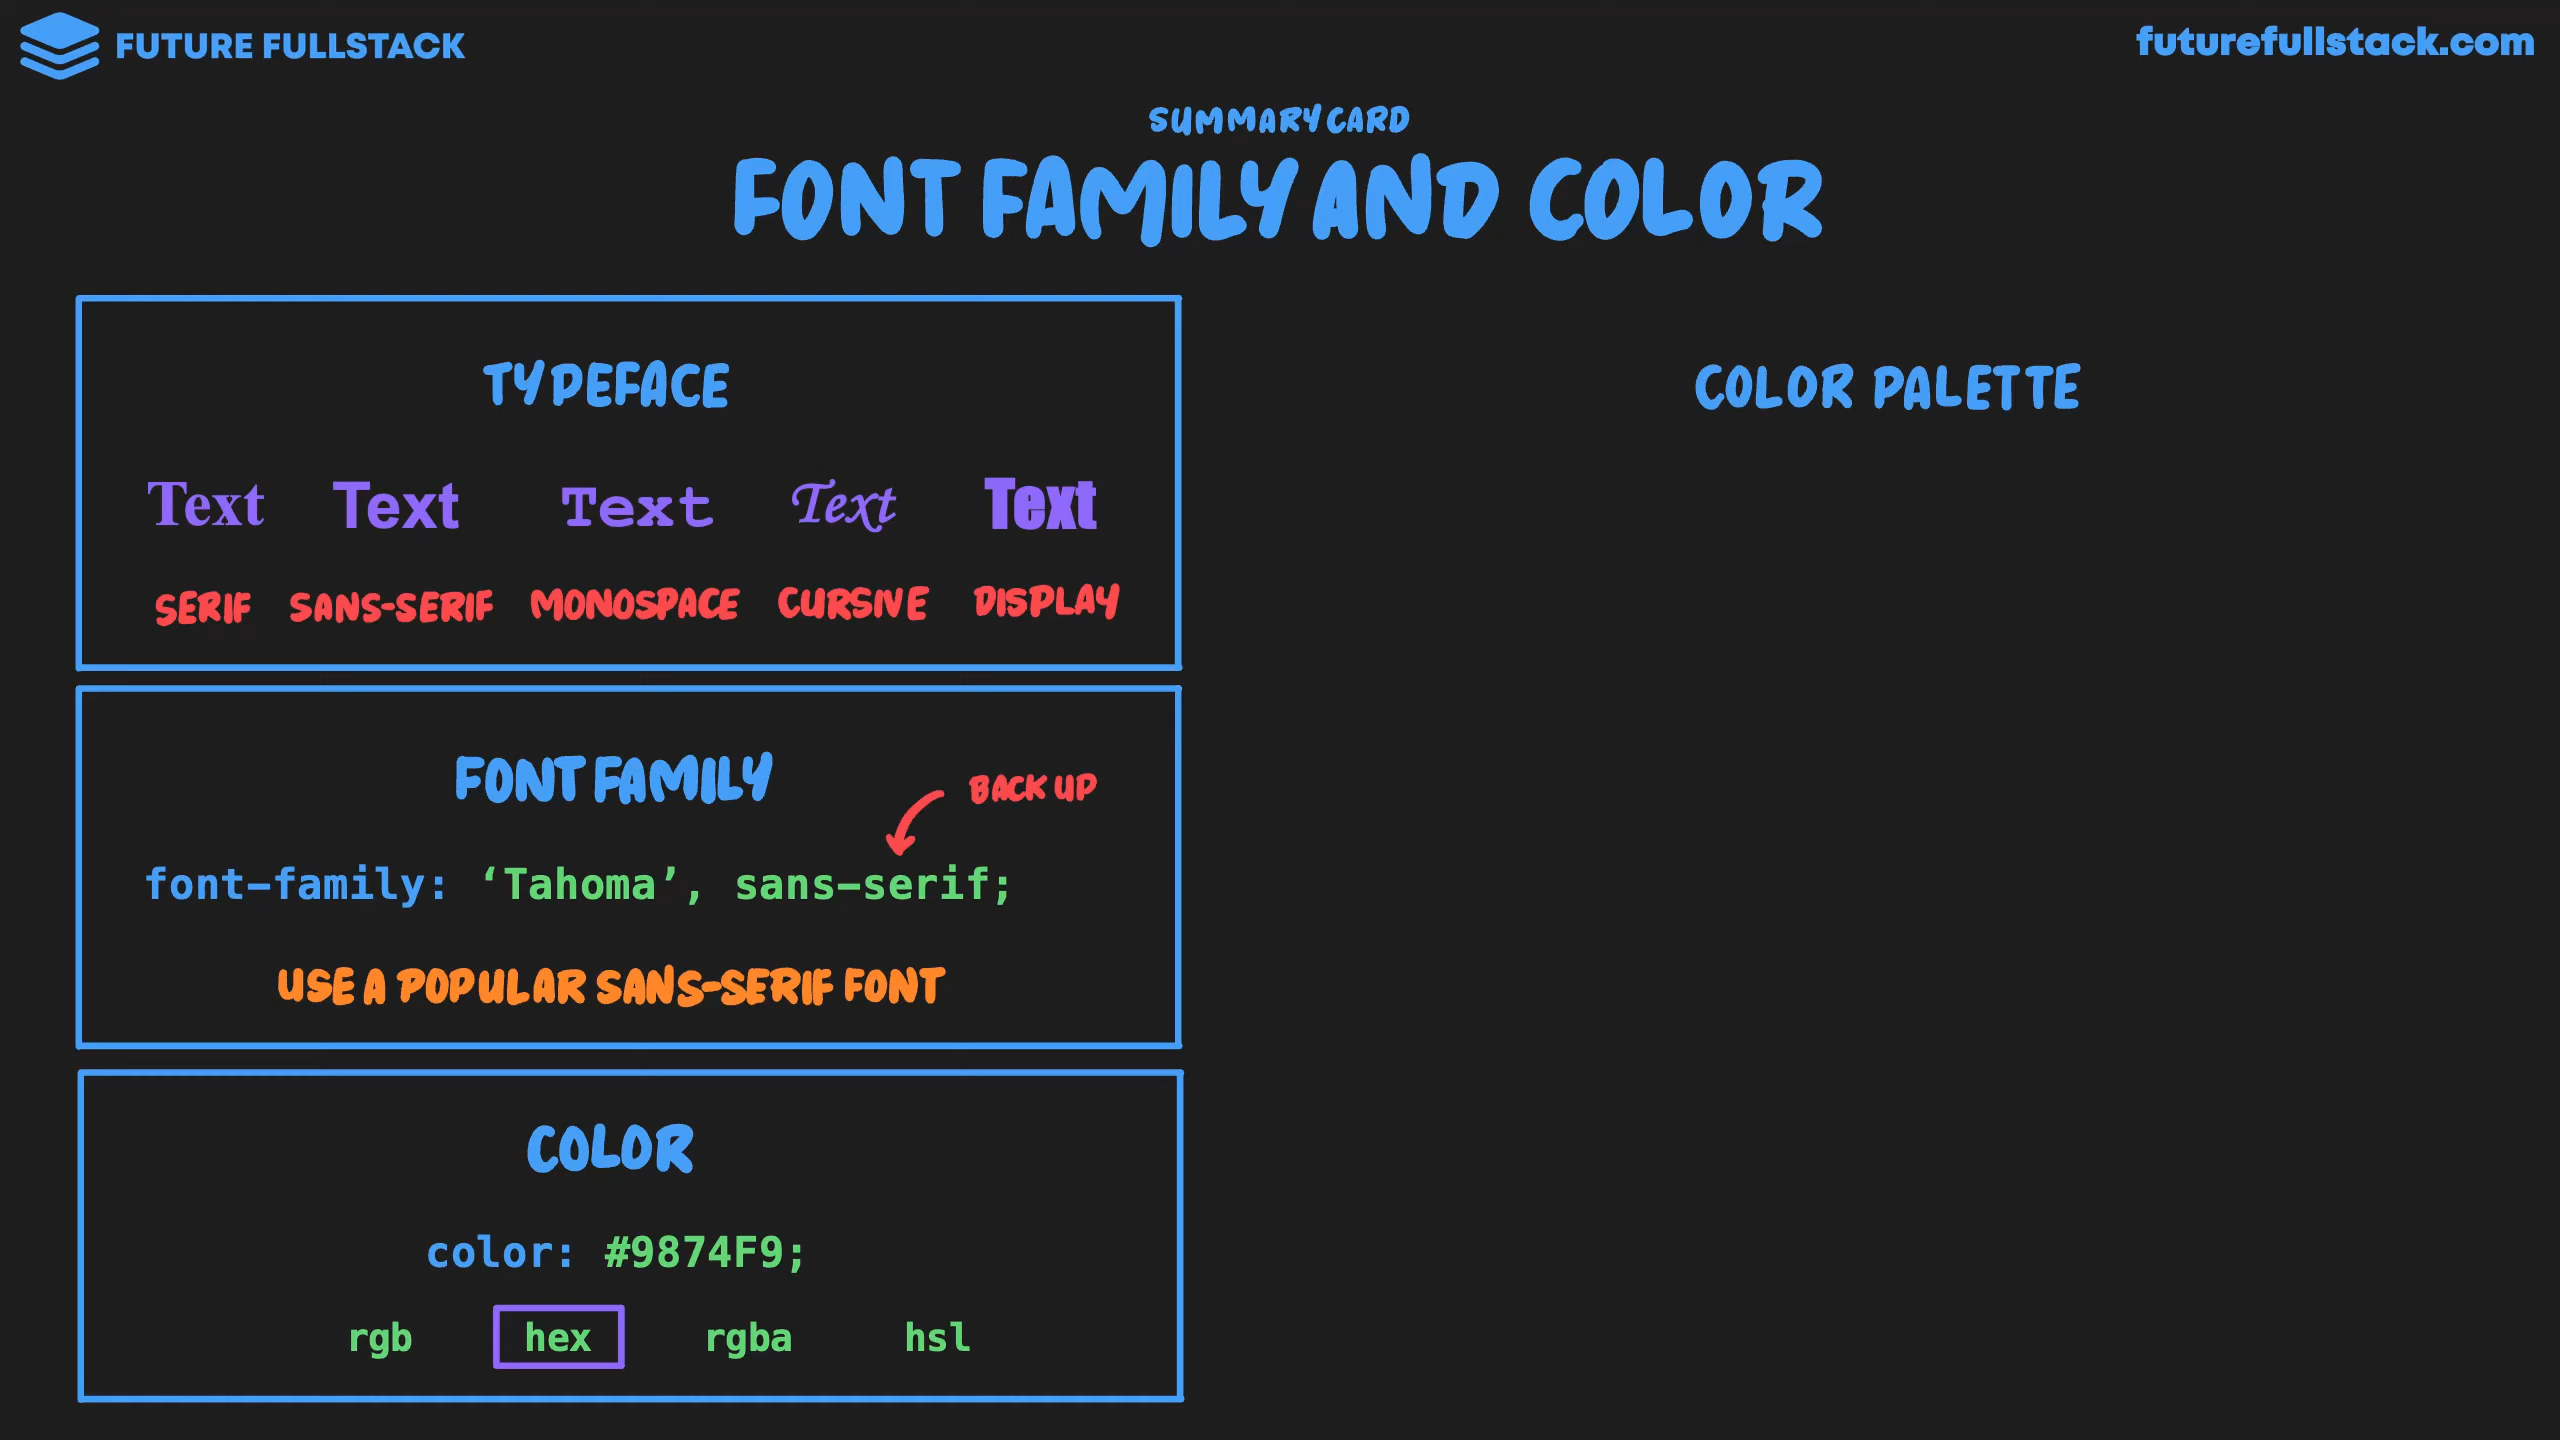 FUTURE FULLSTACK
futurefullstack.com
SUMMARY CARD
FONT FAMILY AND COLOR
TYPEFACE
Text Text Text Text Text
SERIF SANS-SERIF MONOSPACE CURSIVE DISPLAY
FONT FAMILY
BACK UP
font-family: ‘Tahoma’, sans-serif;
USE A POPULAR SANS-SERIF FONT
COLOR
color: #9874F9;
rgb hex rgba hsl
COLOR PALETTE